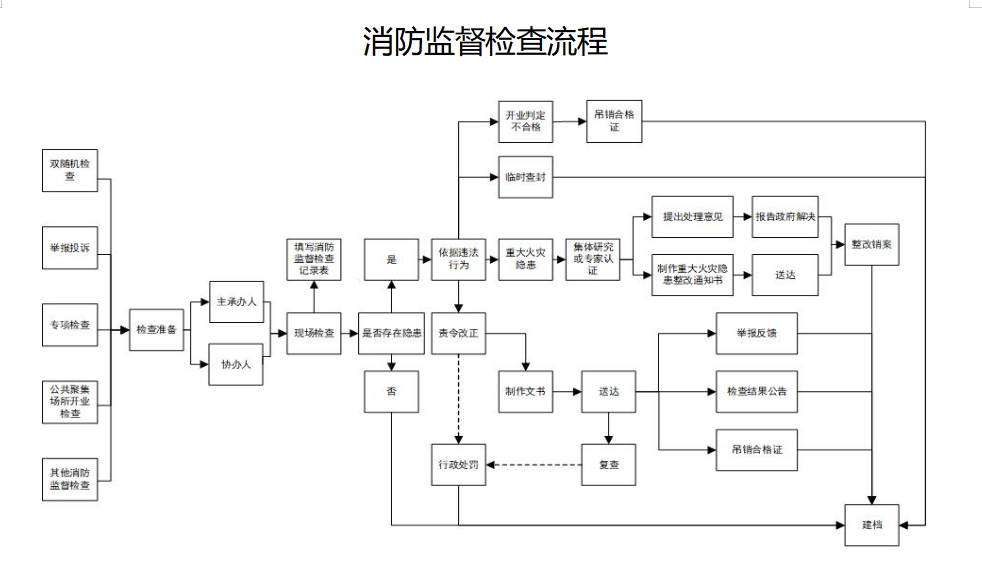 消防监督检查流程
开业判定
不合格
吊销合格
证
双随机检
查
临时查封
提出处理意见
报告政府解决
举报投诉
填写消防
监督检查
记录表
是
依据违法
行为
重大火灾
隐患
集体研究
或专家认
证
整改销案
制作重大火灾隐
患整改通知书
送达
主承办人
专项检查
检查准备
现场检查
是否存在隐患
责令改正
举报反馈
协办人
公共聚集
场所开业
检查
否
制作文书
送达
检查结果公告
吊销合格证
其他消防
监督检查
行政处罚
复查
建档